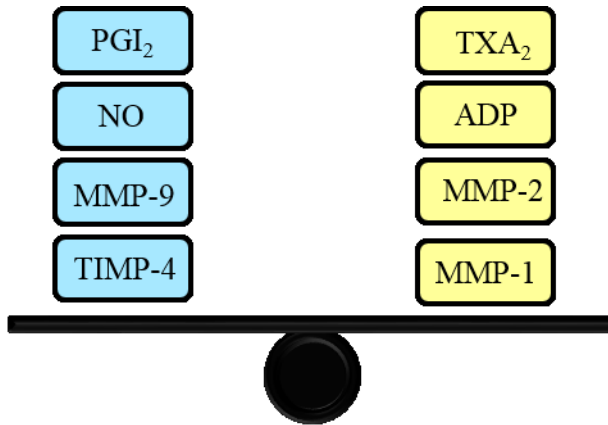 PGI₂
NO
MMP-9
TIMP-4
TXA₂
ADP
MMP-2
MMP-1